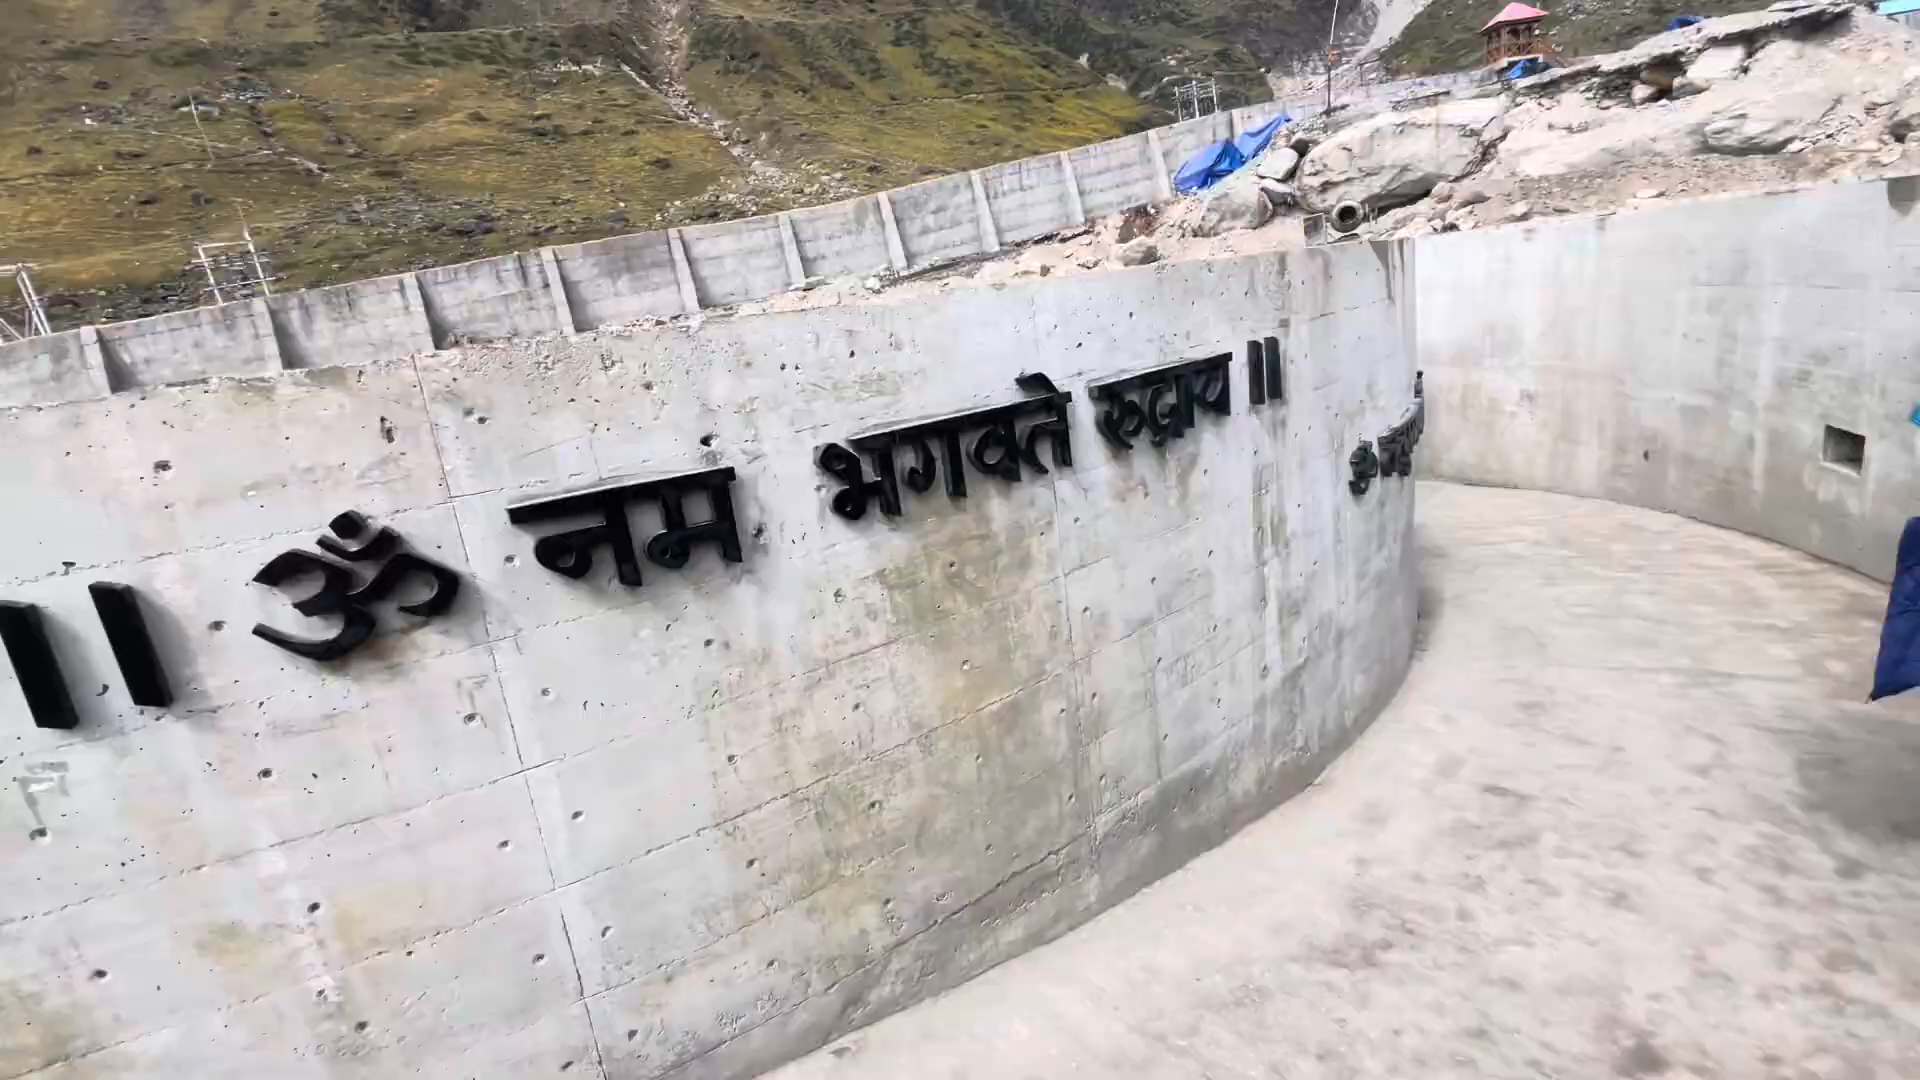 ॥ ॐ नम भगवते रुद्राय ॥